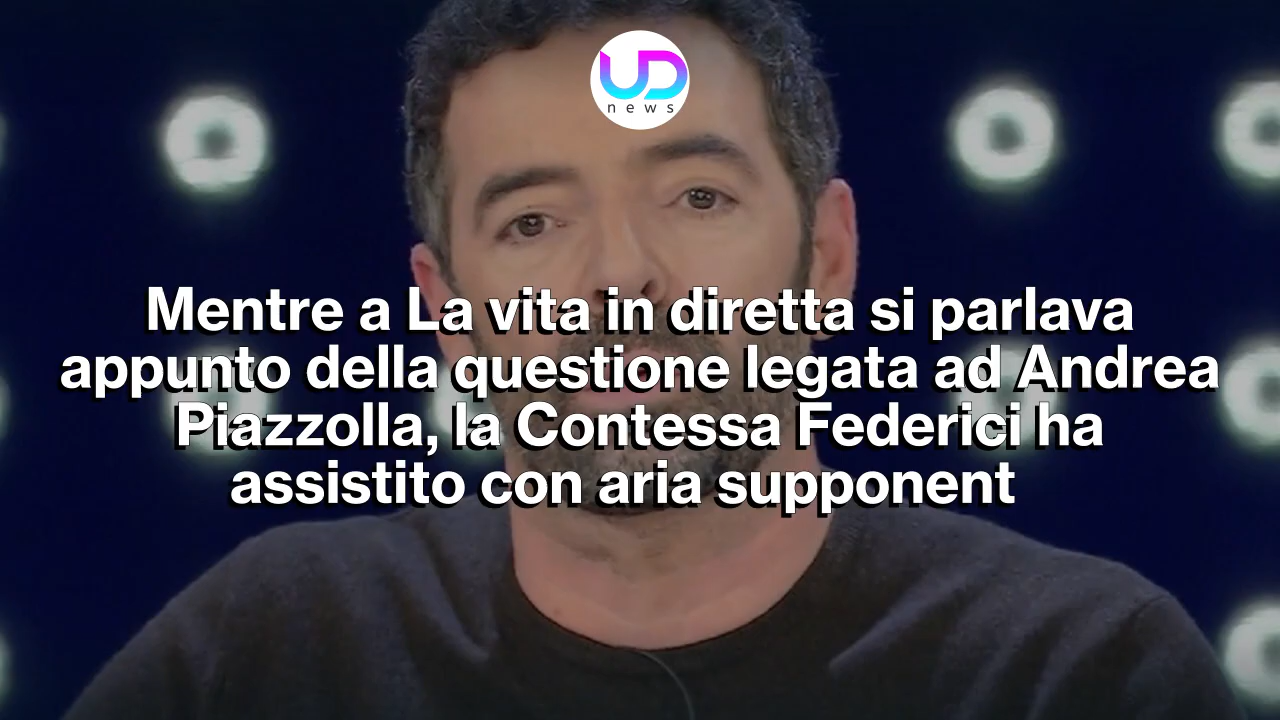 UD
news
Mentre a La vita in diretta si parlava
appunto della questione legata ad Andrea
Piazzolla, la Contessa Federici ha
assistito con aria supponent